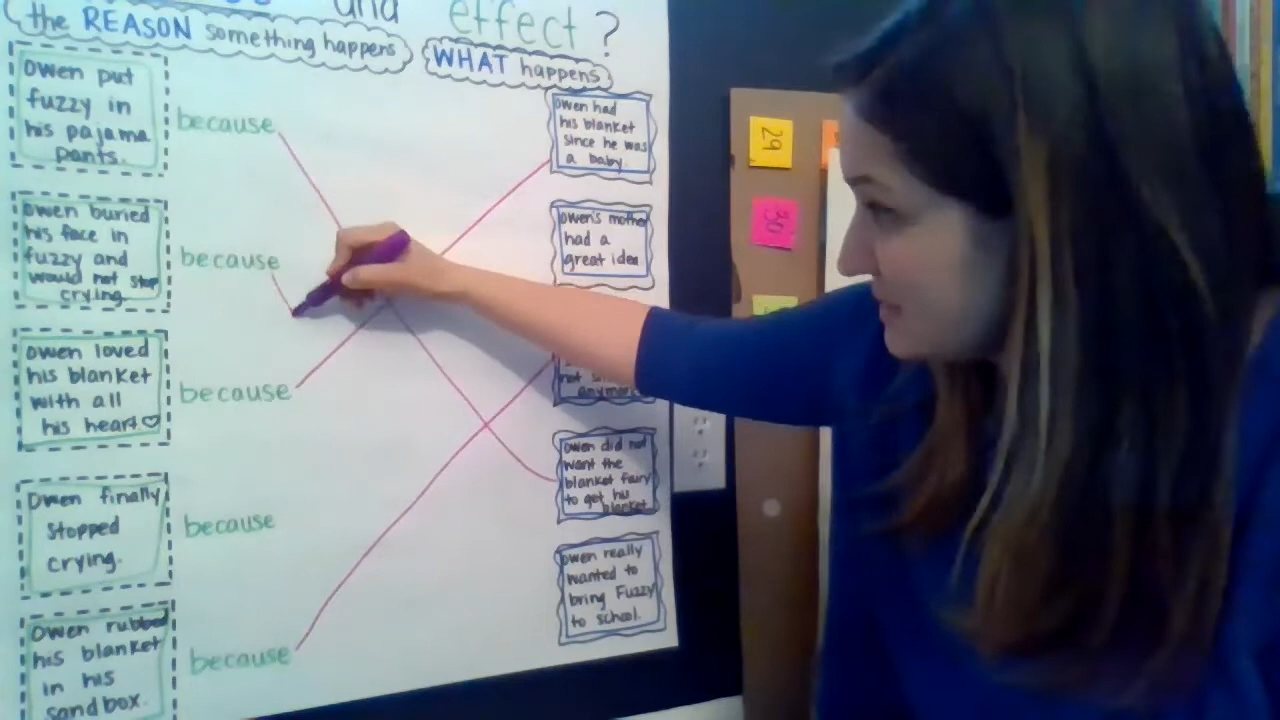 and effect ?
the REASON something happens
WHAT happens
Owen put
fuzzy in
his pajama
pants.
because
Owen buried
his face in
fuzzy and
would not stop
crying.
because
Owen loved
his blanket
with all
his heart
because
Owen finally
stopped
crying.
because
Owen rubbed
his blanket
in his
sandbox.
because
Owen had
his blanket
since he was
a baby.
Owen's mother
had a
great idea
not
anymore
Owen did not
want the
blanket fairy
to get his
blanket
Owen really
wanted to
bring Fuzzy
to school.
29
30